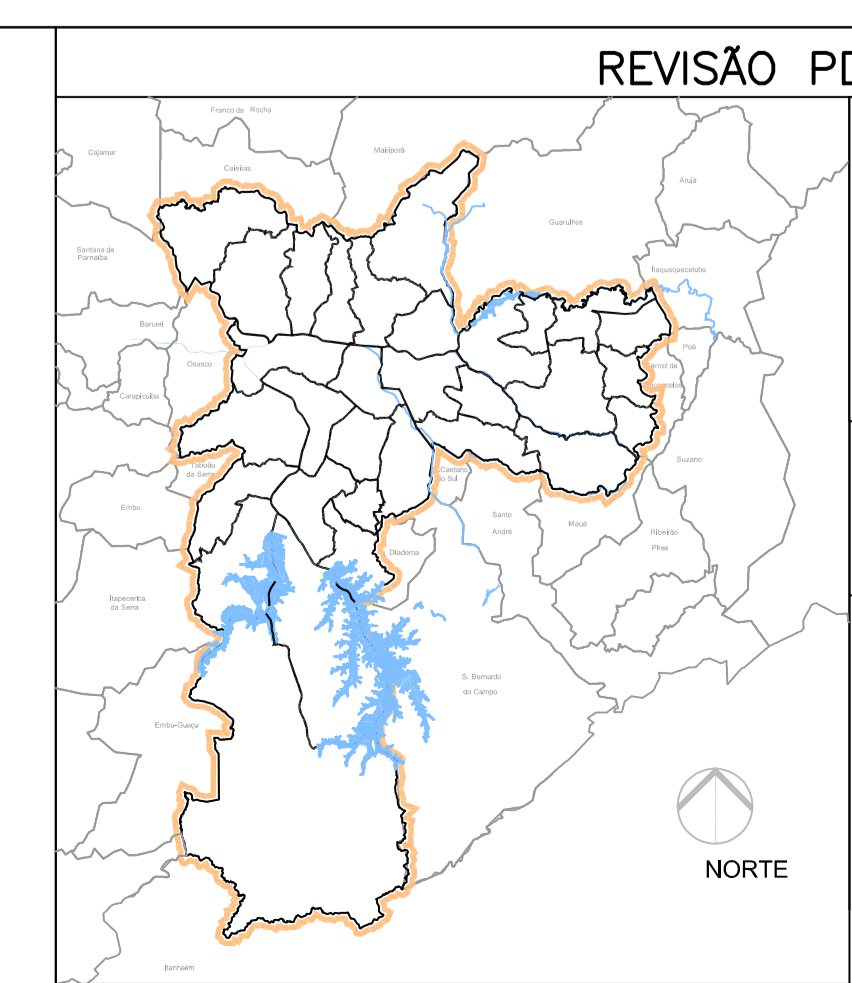 REVISÃO PD
Franco da Rocha
Cajamar
Mairiporã
Caieiras
Arujá
Guarulhos
Santana de
Parnaíba
Itaquaquecetuba
Barueri
Poá
Osasco
Ferraz de
Vasconcelos
Carapicuíba
Suzano
Taboão
da Serra
S.Caetano
do Sul
Embu
Santo
André
Mauá
Ribeirão
Pires
Diadema
Itapecerica
da Serra
S. Bernardo
do Campo
Embu-Guaçu
NORTE
Itanhaém